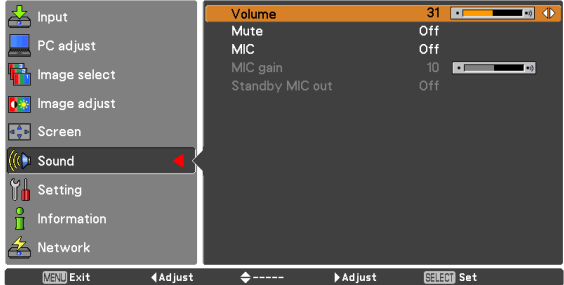 Input
PC adjust
Image select
Image adjust
Screen
Sound
Setting
Information
Network
Volume 31
Mute Off
MIC Off
MIC gain 10
Standby MIC out Off
MENU Exit Adjust ----- Adjust SELECT Set